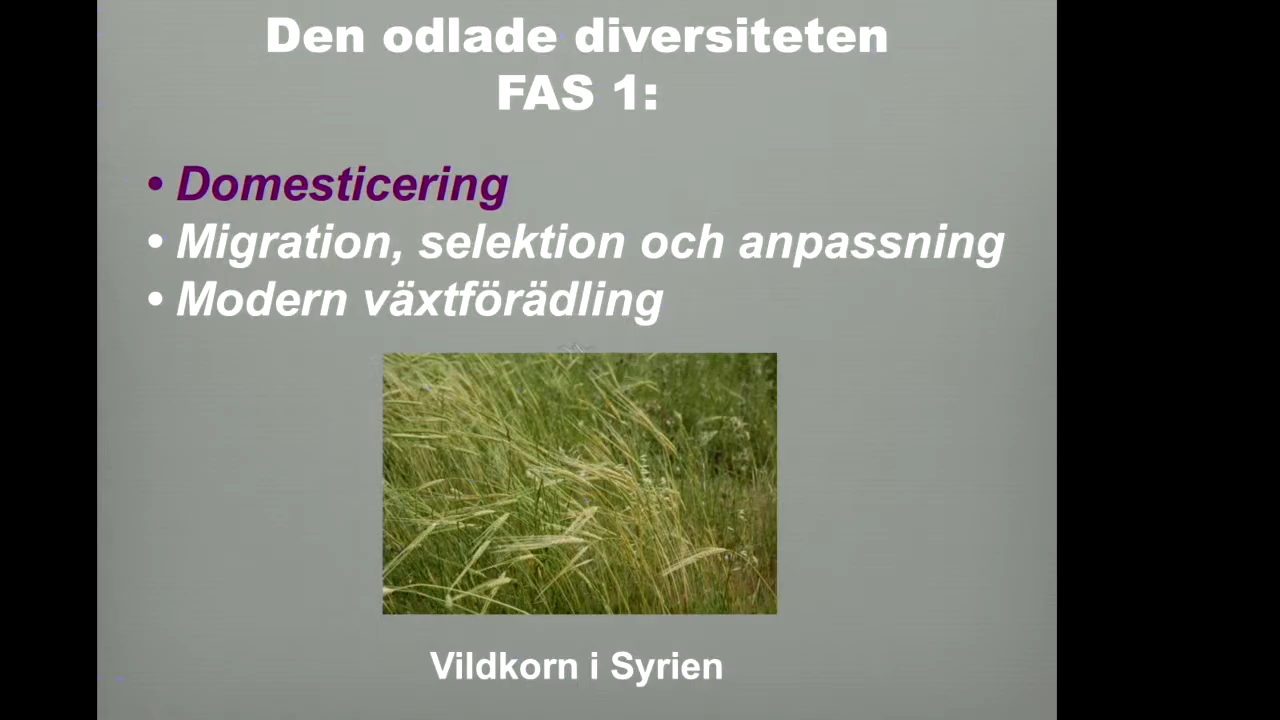 Den odlade diversiteten
FAS 1:
• Domesticering
• Migration, selektion och anpassning
• Modern växtförädling
Vildkorn i Syrien